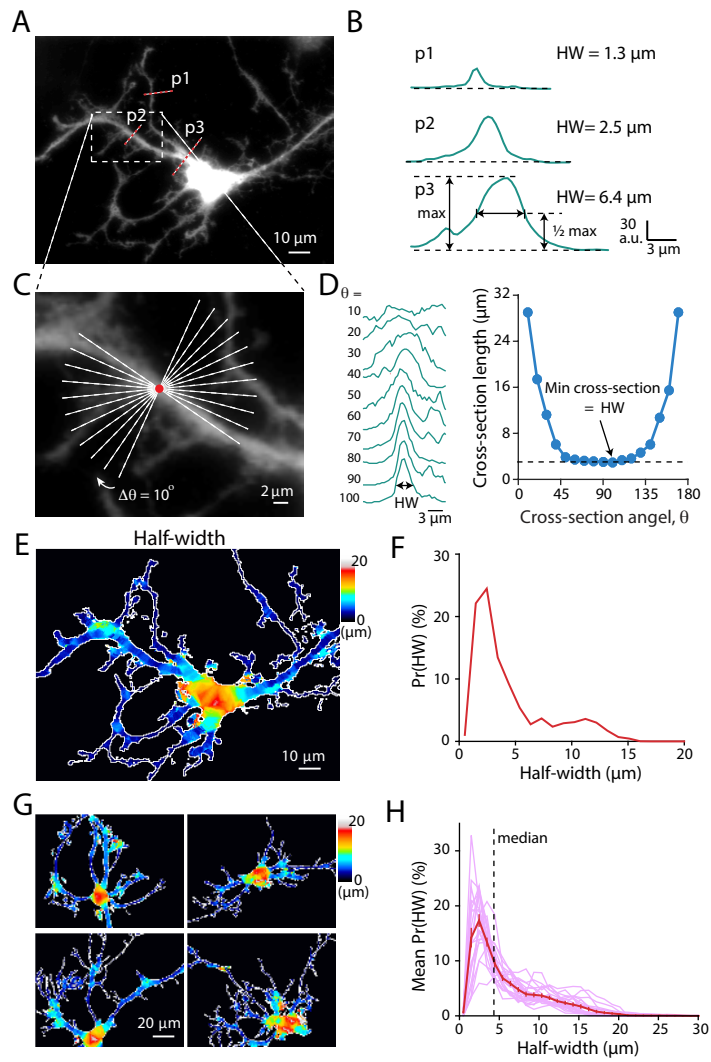 A
p1
p2
p3
10 µm
B
p1
HW = 1.3 µm
p2
HW = 2.5 µm
p3
HW= 6.4 µm
max
½ max
30
a.u.
3 µm
C
Δθ = 10°
2 µm
D
θ =
10
20
30
40
50
60
70
80
90
100
HW
3 µm
Cross-section length (µm)
32
24
16
8
0
Min cross-section
= HW
0 45 90 135 180
Cross-section angel, θ
E
Half-width
20
0
(µm)
10 µm
F
Pr(HW) (%)
30
20
10
0
0 5 10 15 20
Half-width (µm)
G
20
0
(µm)
20 µm
H
median
Mean Pr(HW) (%)
30
20
10
0
0 5 10 15 20 25 30
Half-width (µm)